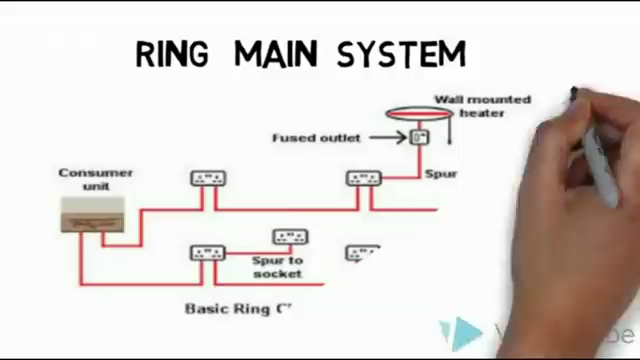 RING MAIN SYSTEM
Wall mounted
heater
Fused outlet
Consumer
unit
Spur
Spur to
socket
Basic Ring